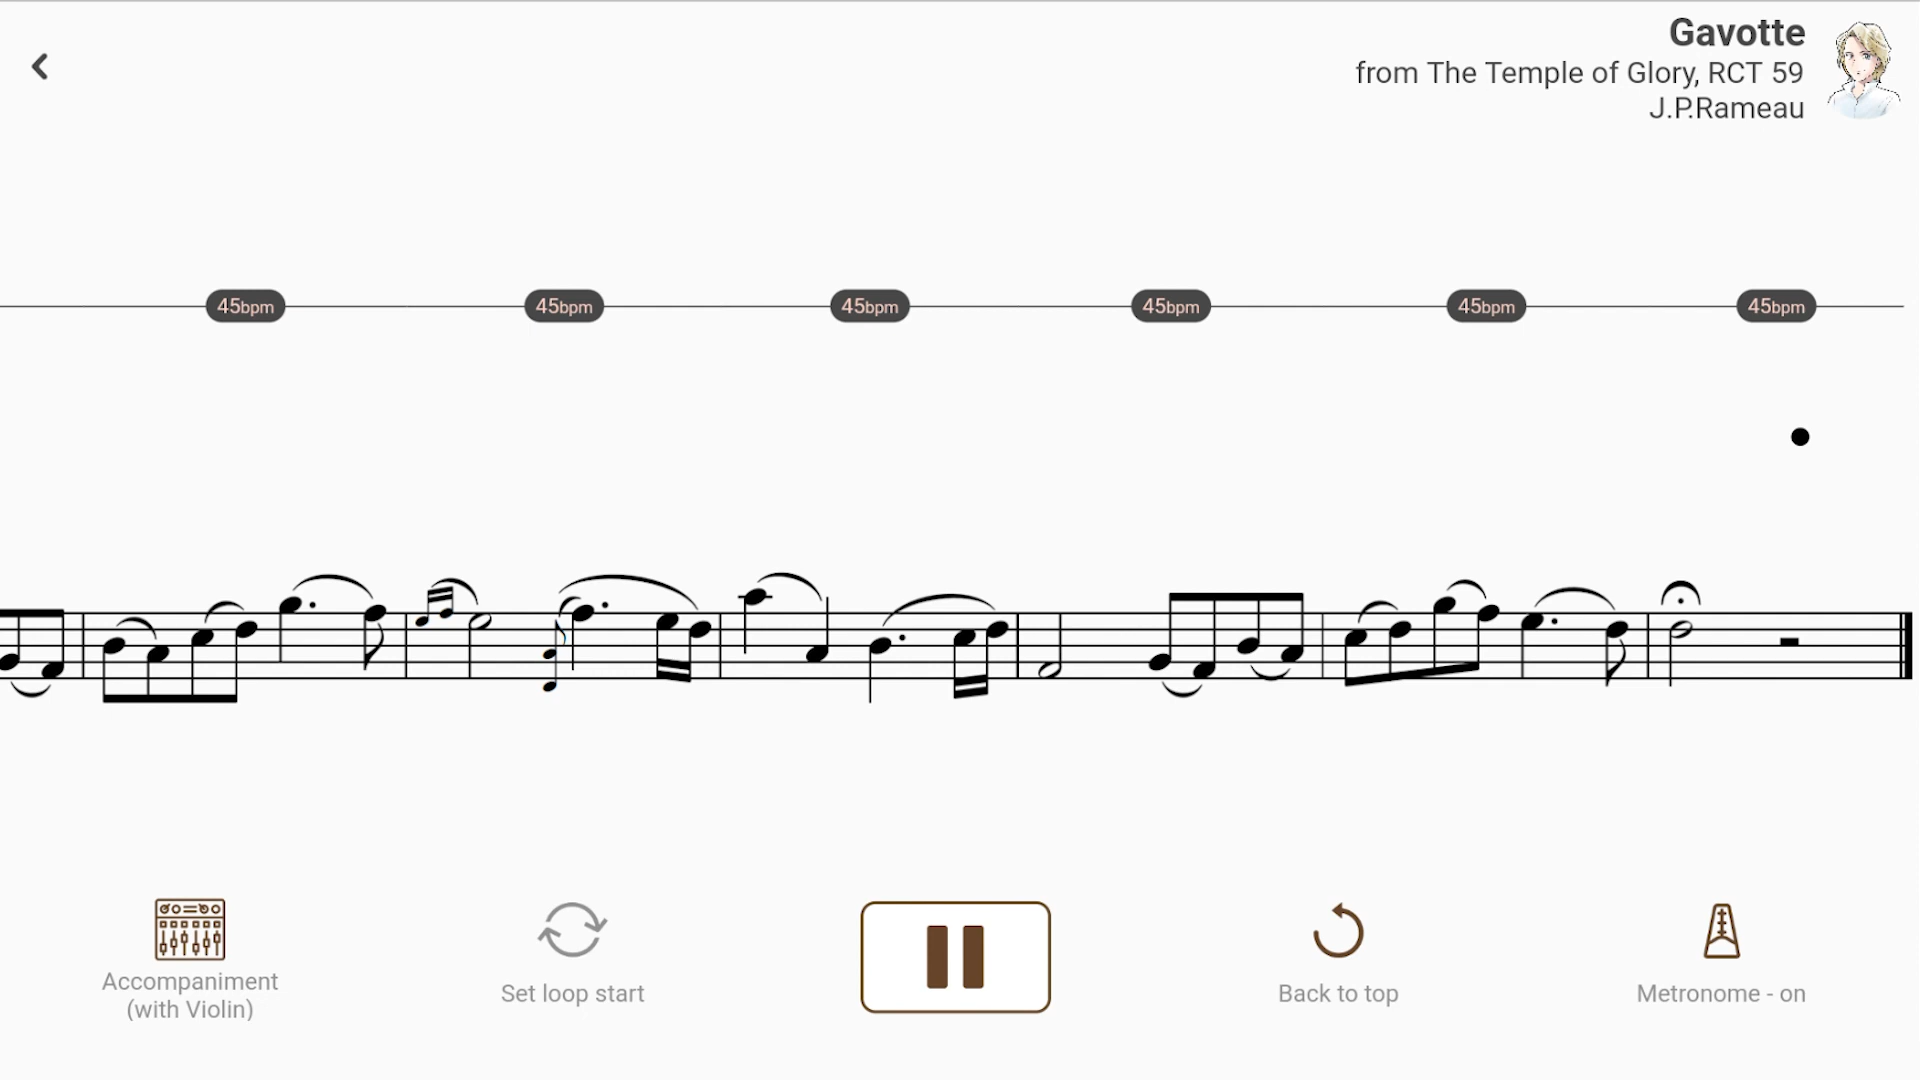 Gavotte
from The Temple of Glory, RCT 59
J.P.Rameau
45bpm 45bpm 45bpm 45bpm 45bpm 45bpm
Accompaniment
(with Violin)
Set loop start
Back to top
Metronome - on